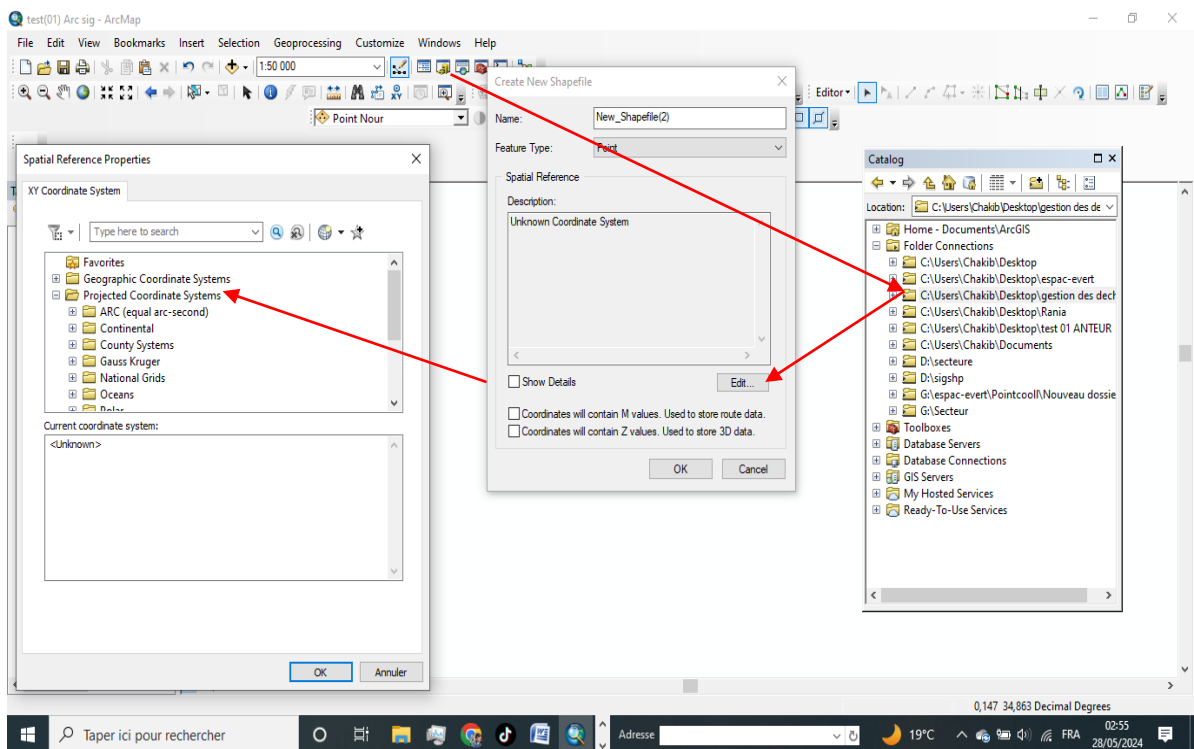 test(01) Arc sig - ArcMap
File Edit View Bookmarks Insert Selection Geoprocessing Customize Windows Help
1:50 000
Editor
Point Nour
Spatial Reference Properties
XY Coordinate System
Type here to search
Favorites
Geographic Coordinate Systems
Projected Coordinate Systems
ARC (equal arc-second)
Continental
County Systems
Gauss Kruger
National Grids
Oceans
Polar
Current coordinate system:
<Unknown>
OK Annuler
Create New Shapefile
Name: New_Shapefile(2)
Feature Type: Point
Spatial Reference
Description:
Unknown Coordinate System
Show Details Edit...
Coordinates will contain M values. Used to store route data.
Coordinates will contain Z values. Used to store 3D data.
OK Cancel
Catalog
Location: C:\Users\Chakib\Desktop\gestion des de
Home - Documents\ArcGIS
Folder Connections
C:\Users\Chakib\Desktop
C:\Users\Chakib\Desktop\espac-evert
C:\Users\Chakib\Desktop\gestion des dech
C:\Users\Chakib\Desktop\Rania
C:\Users\Chakib\Desktop\test 01 ANTEUR
C:\Users\Chakib\Documents
D:\secteure
D:\sigshp
G:\espac-evert\Pointcooll\Nouveau dossie
G:\Secteur
Toolboxes
Database Servers
Database Connections
GIS Servers
My Hosted Services
Ready-To-Use Services
0,147 34,863 Decimal Degrees
Taper ici pour rechercher
Adresse
19°C
FRA
02:55
28/05/2024